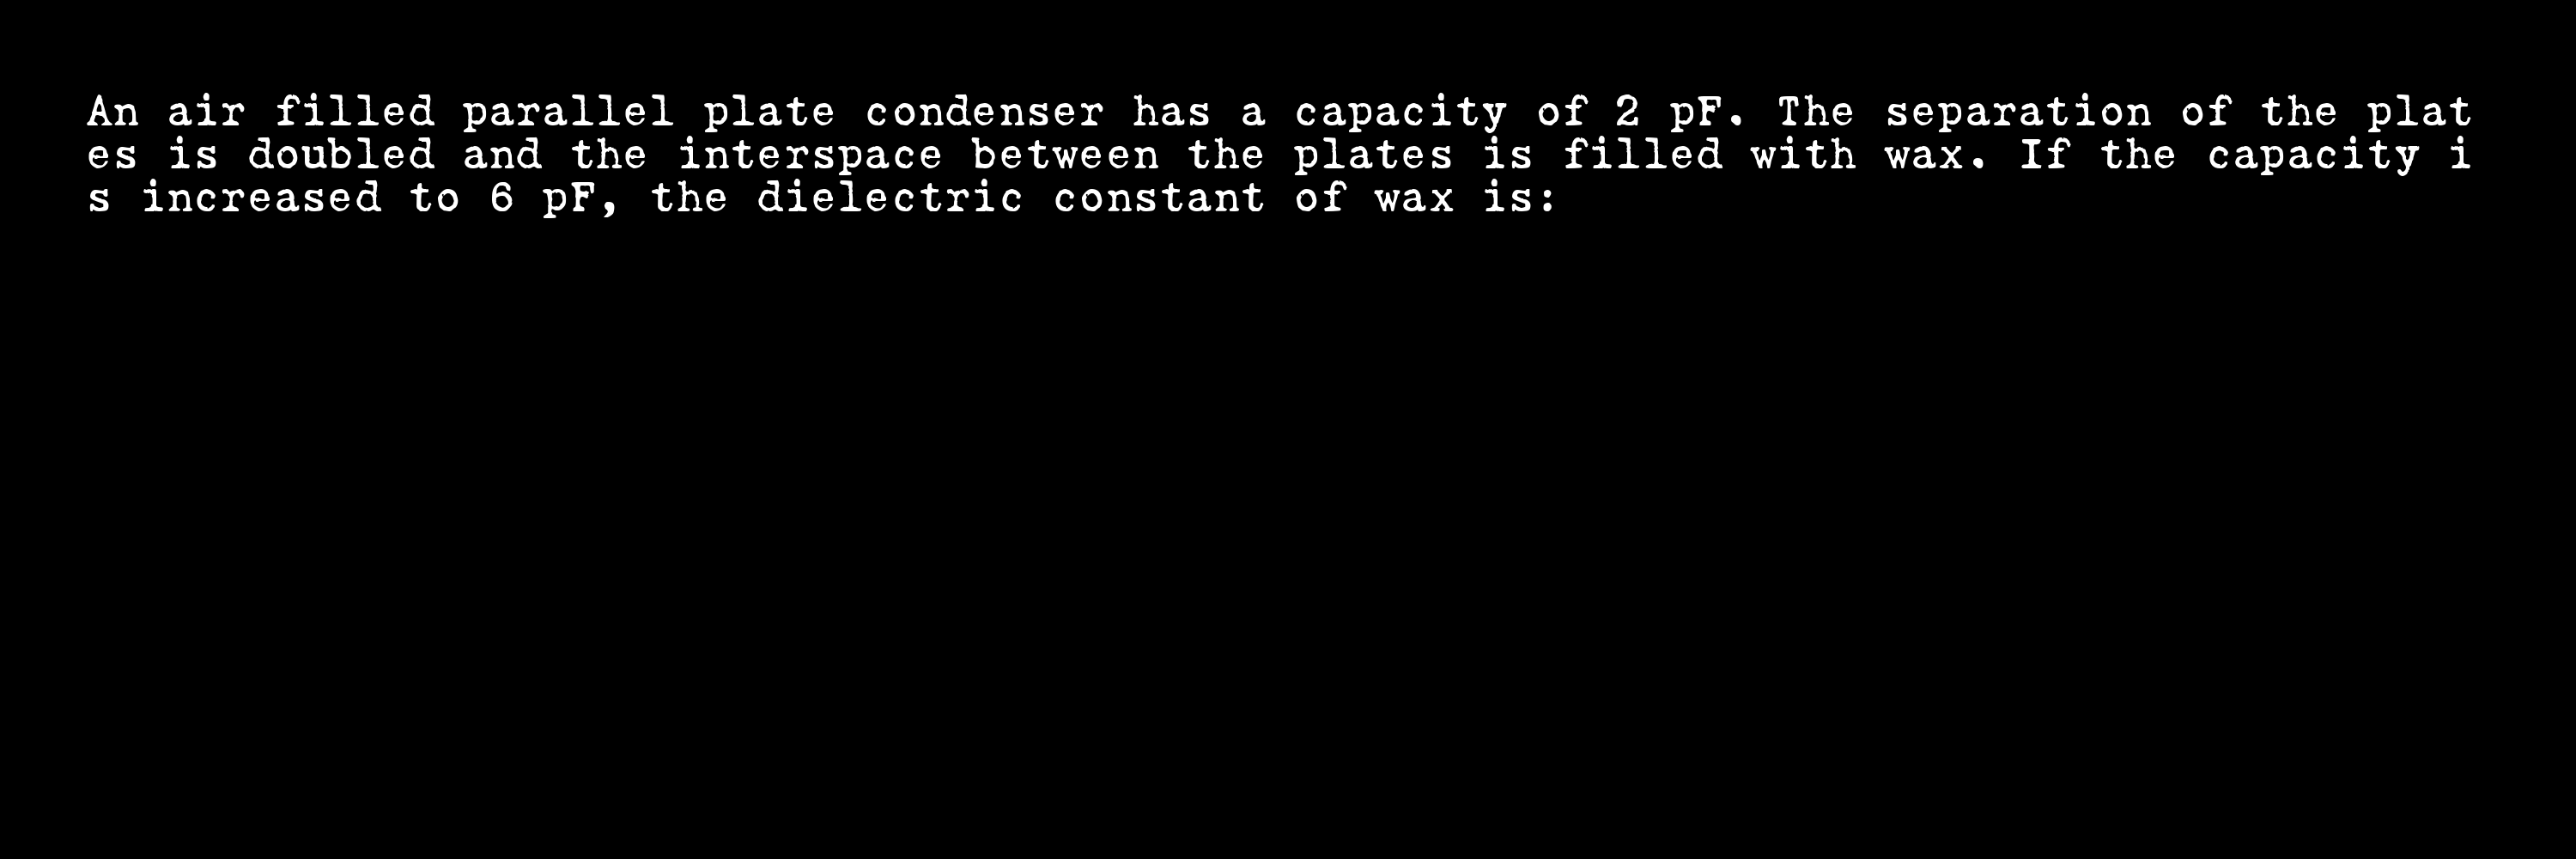 An air filled parallel plate condenser has a capacity of 2 pF. The separation of the plat
es is doubled and the interspace between the plates is filled with wax. If the capacity i
s increased to 6 pF, the dielectric constant of wax is: